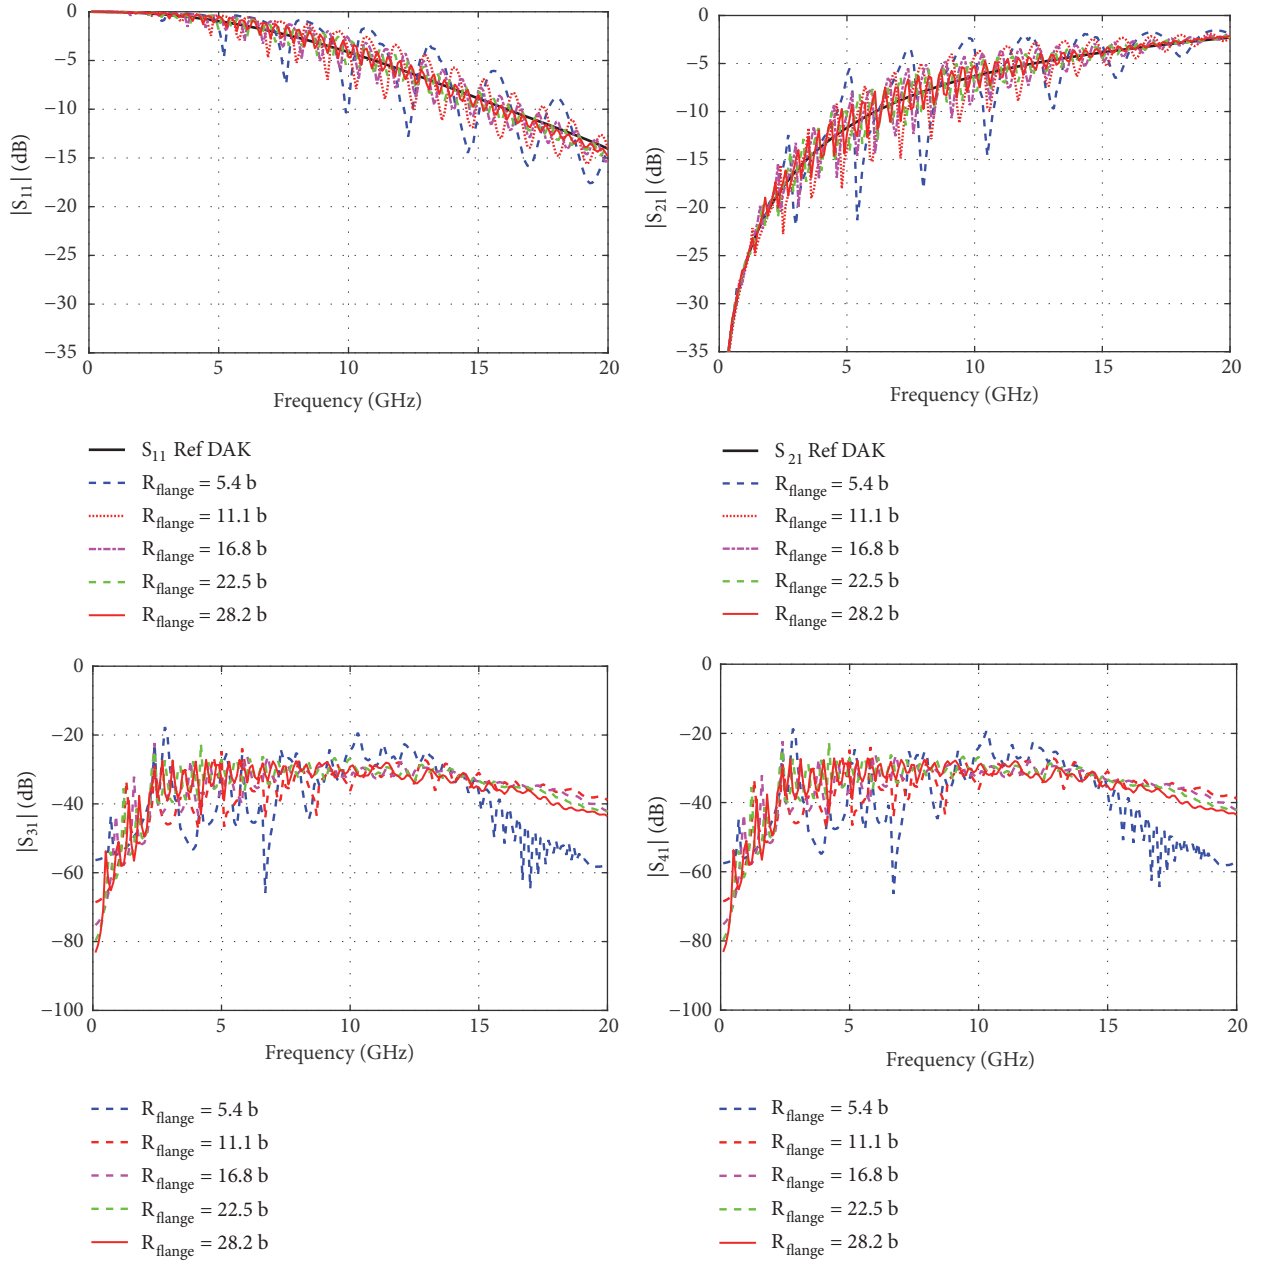 0
−5
−10
−15
−20
−25
−30
−35
|S11| (dB)
0 5 10 15 20
Frequency (GHz)
S11 Ref DAK
Rflange = 5.4 b
Rflange = 11.1 b
Rflange = 16.8 b
Rflange = 22.5 b
Rflange = 28.2 b
0
−5
−10
−15
−20
−25
−30
−35
|S21| (dB)
0 5 10 15 20
Frequency (GHz)
S21 Ref DAK
Rflange = 5.4 b
Rflange = 11.1 b
Rflange = 16.8 b
Rflange = 22.5 b
Rflange = 28.2 b
0
−20
−40
−60
−80
−100
|S31| (dB)
0 5 10 15 20
Frequency (GHz)
Rflange = 5.4 b
Rflange = 11.1 b
Rflange = 16.8 b
Rflange = 22.5 b
Rflange = 28.2 b
0
−20
−40
−60
−80
−100
|S41| (dB)
0 5 10 15 20
Frequency (GHz)
Rflange = 5.4 b
Rflange = 11.1 b
Rflange = 16.8 b
Rflange = 22.5 b
Rflange = 28.2 b